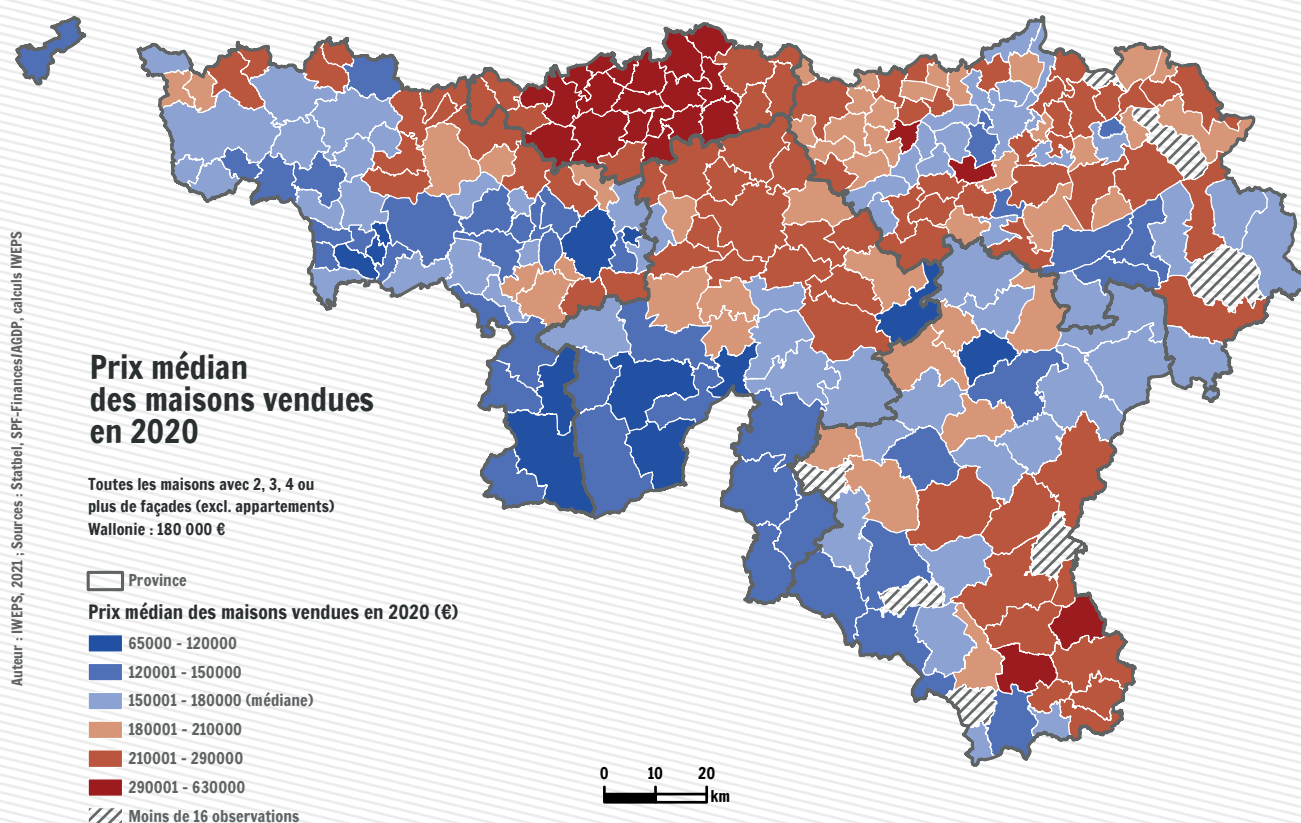 Auteur : IWEPS, 2021 ; Sources : Statbel, SPF-Finances/AGDP, calculs IWEPS
Prix médian
des maisons vendues
en 2020
Toutes les maisons avec 2, 3, 4 ou
plus de façades (excl. appartements)
Wallonie : 180 000 €
Province
Prix médian des maisons vendues en 2020 (€)
65000 - 120000
120001 - 150000
150001 - 180000 (médiane)
180001 - 210000
210001 - 290000
290001 - 630000
Moins de 16 observations
0 10 20
km